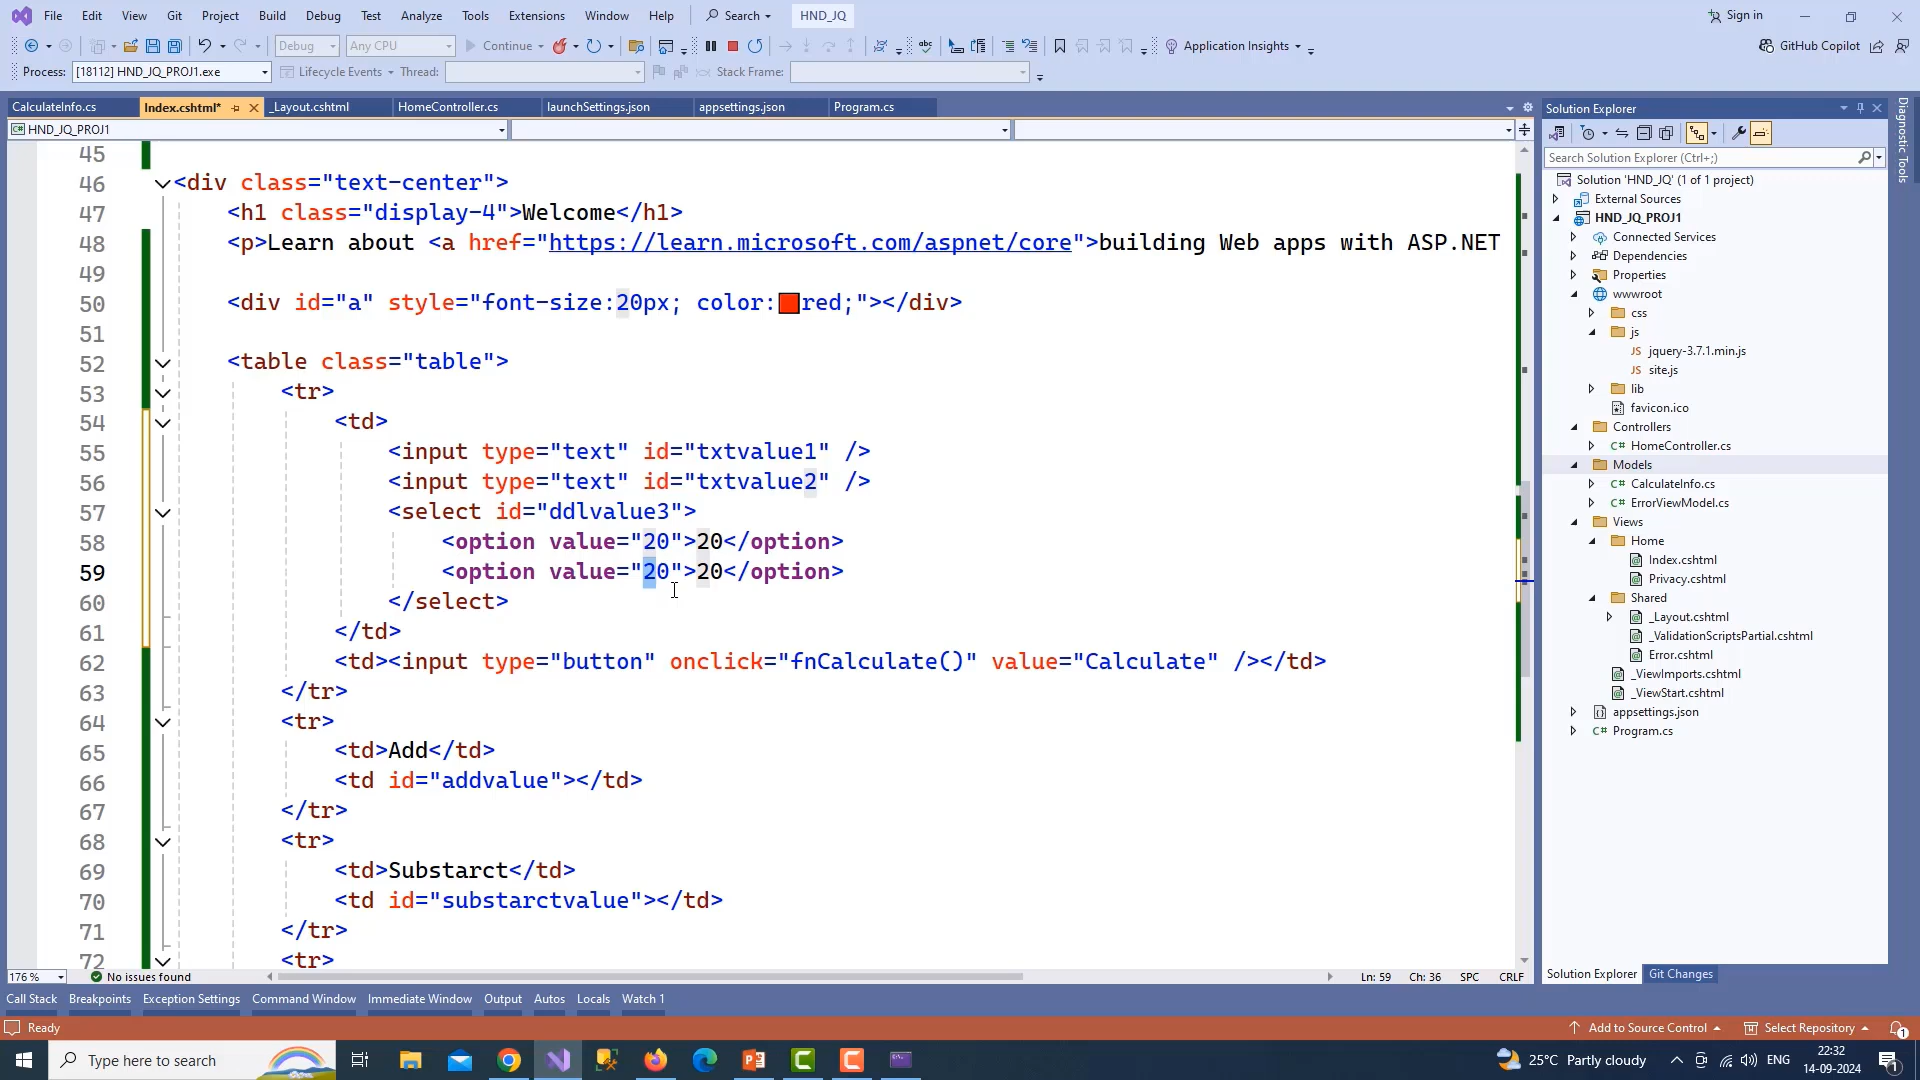 File Edit View Git Project Build Debug Test Analyze Tools Extensions Window Help Search HND_JQ Sign in
Debug Any CPU Continue Application Insights GitHub Copilot
Process: [18112] HND_JQ_PROJ1.exe Lifecycle Events Thread: Stack Frame:
CalculateInfo.cs Index.cshtml* _Layout.cshtml HomeController.cs launchSettings.json appsettings.json Program.cs
HND_JQ_PROJ1
45
46 <div class="text-center">
47 <h1 class="display-4">Welcome</h1>
48 <p>Learn about <a href="https://learn.microsoft.com/aspnet/core">building Web apps with ASP.NET
49
50 <div id="a" style="font-size:20px; color:red;"></div>
51
52 <table class="table">
53 <tr>
54 <td>
55 <input type="text" id="txtvalue1" />
56 <input type="text" id="txtvalue2" />
57 <select id="ddlvalue3">
58 <option value="20">20</option>
59 <option value="20">20</option>
60 </select>
61 </td>
62 <td><input type="button" onclick="fnCalculate()" value="Calculate" /></td>
63 </tr>
64 <tr>
65 <td>Add</td>
66 <td id="addvalue"></td>
67 </tr>
68 <tr>
69 <td>Substarct</td>
70 <td id="substarctvalue"></td>
71 </tr>
72 <tr>
176 % No issues found Ln: 59 Ch: 36 SPC CRLF
Solution Explorer
Search Solution Explorer (Ctrl+;)
Solution 'HND_JQ' (1 of 1 project)
External Sources
HND_JQ_PROJ1
Connected Services
Dependencies
Properties
wwwroot
css
js
JS jquery-3.7.1.min.js
JS site.js
lib
favicon.ico
Controllers
C# HomeController.cs
Models
C# CalculateInfo.cs
C# ErrorViewModel.cs
Views
Home
Index.cshtml
Privacy.cshtml
Shared
_Layout.cshtml
_ValidationScriptsPartial.cshtml
Error.cshtml
_ViewImports.cshtml
_ViewStart.cshtml
appsettings.json
C# Program.cs
Solution Explorer Git Changes
Diagnostic Tools
Call Stack Breakpoints Exception Settings Command Window Immediate Window Output Autos Locals Watch 1
Ready Add to Source Control Select Repository 1
Type here to search 25°C Partly cloudy ENG 22:32
14-09-2024 1